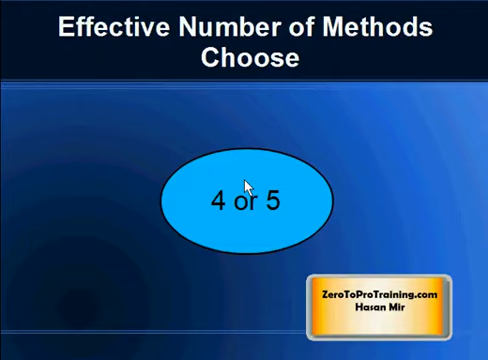 Effective Number of Methods
Choose
4 or 5
ZeroToProTraining.com
Hasan Mir